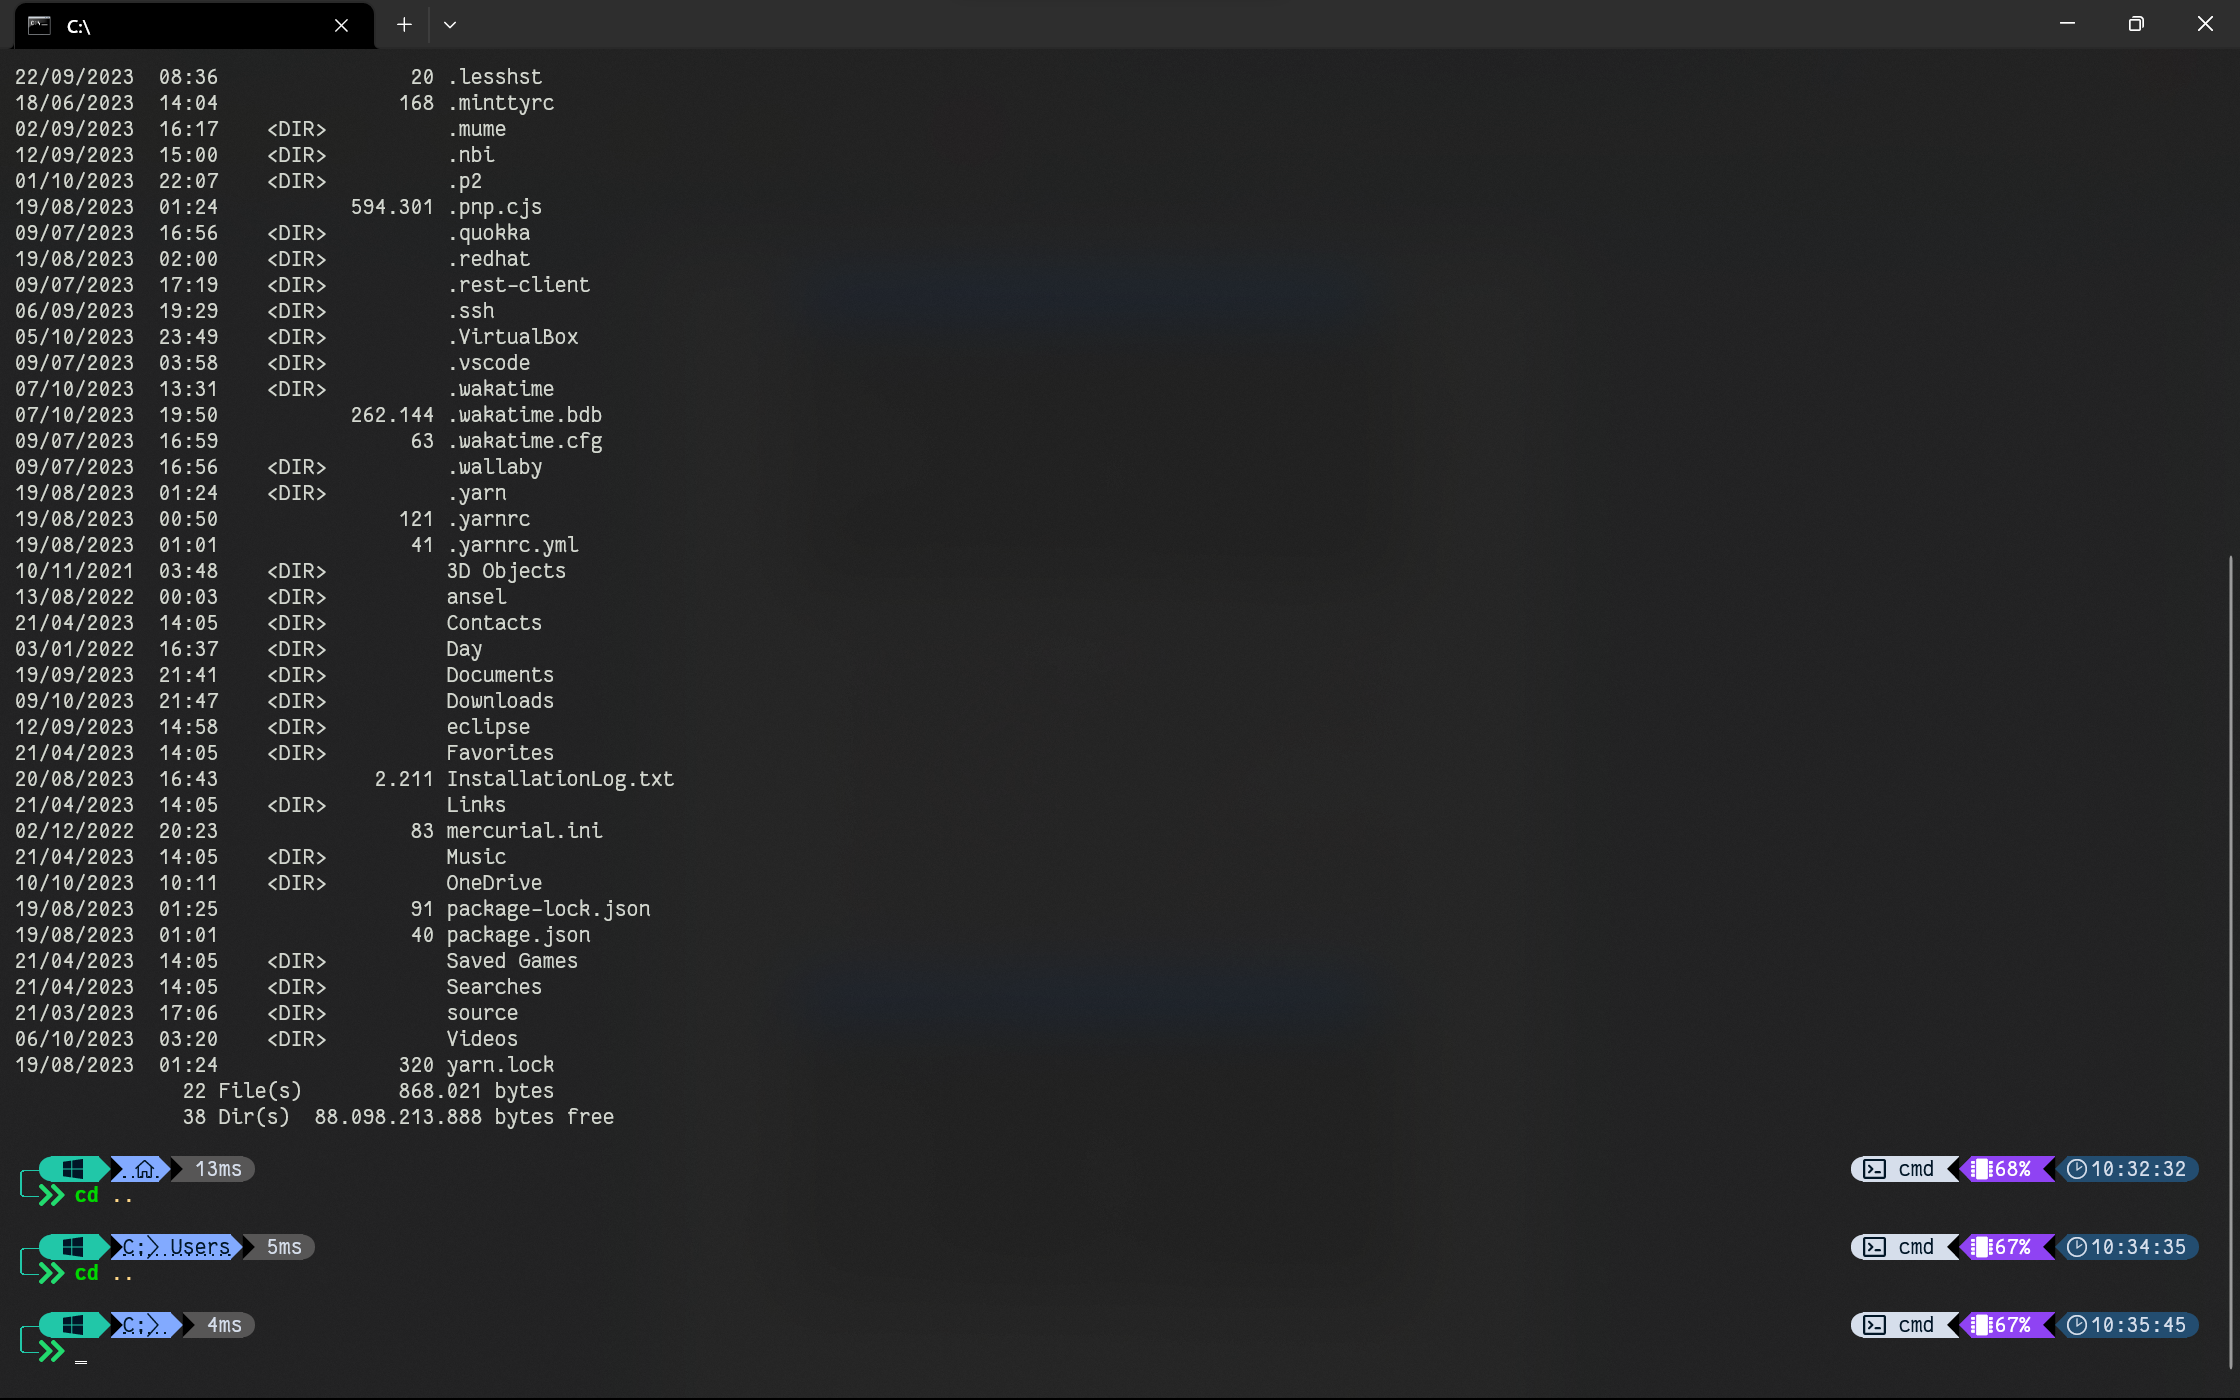 C:\
22/09/2023  08:36                20 .lesshst
18/06/2023  14:04               168 .minttyrc
02/09/2023  16:17    <DIR>          .mume
12/09/2023  15:00    <DIR>          .nbi
01/10/2023  22:07    <DIR>          .p2
19/08/2023  01:24           594.301 .pnp.cjs
09/07/2023  16:56    <DIR>          .quokka
19/08/2023  02:00    <DIR>          .redhat
09/07/2023  17:19    <DIR>          .rest-client
06/09/2023  19:29    <DIR>          .ssh
05/10/2023  23:49    <DIR>          .VirtualBox
09/07/2023  03:58    <DIR>          .vscode
07/10/2023  13:31    <DIR>          .wakatime
07/10/2023  19:50           262.144 .wakatime.bdb
09/07/2023  16:59                63 .wakatime.cfg
09/07/2023  16:56    <DIR>          .wallaby
19/08/2023  01:24    <DIR>          .yarn
19/08/2023  00:50               121 .yarnrc
19/08/2023  01:01                41 .yarnrc.yml
10/11/2021  03:48    <DIR>          3D Objects
13/08/2022  00:03    <DIR>          ansel
21/04/2023  14:05    <DIR>          Contacts
03/01/2022  16:37    <DIR>          Day
19/09/2023  21:41    <DIR>          Documents
09/10/2023  21:47    <DIR>          Downloads
12/09/2023  14:58    <DIR>          eclipse
21/04/2023  14:05    <DIR>          Favorites
20/08/2023  16:43             2.211 InstallationLog.txt
21/04/2023  14:05    <DIR>          Links
02/12/2022  20:23                83 mercurial.ini
21/04/2023  14:05    <DIR>          Music
10/10/2023  10:11    <DIR>          OneDrive
19/08/2023  01:25                91 package-lock.json
19/08/2023  01:01                40 package.json
21/04/2023  14:05    <DIR>          Saved Games
21/04/2023  14:05    <DIR>          Searches
21/03/2023  17:06    <DIR>          source
06/10/2023  03:20    <DIR>          Videos
19/08/2023  01:24               320 yarn.lock
22 File(s)        868.021 bytes
38 Dir(s)  88.098.213.888 bytes free
13ms cmd 68% 10:32:32
cd ..
C: Users 5ms cmd 67% 10:34:35
cd ..
C: 4ms cmd 67% 10:35:45